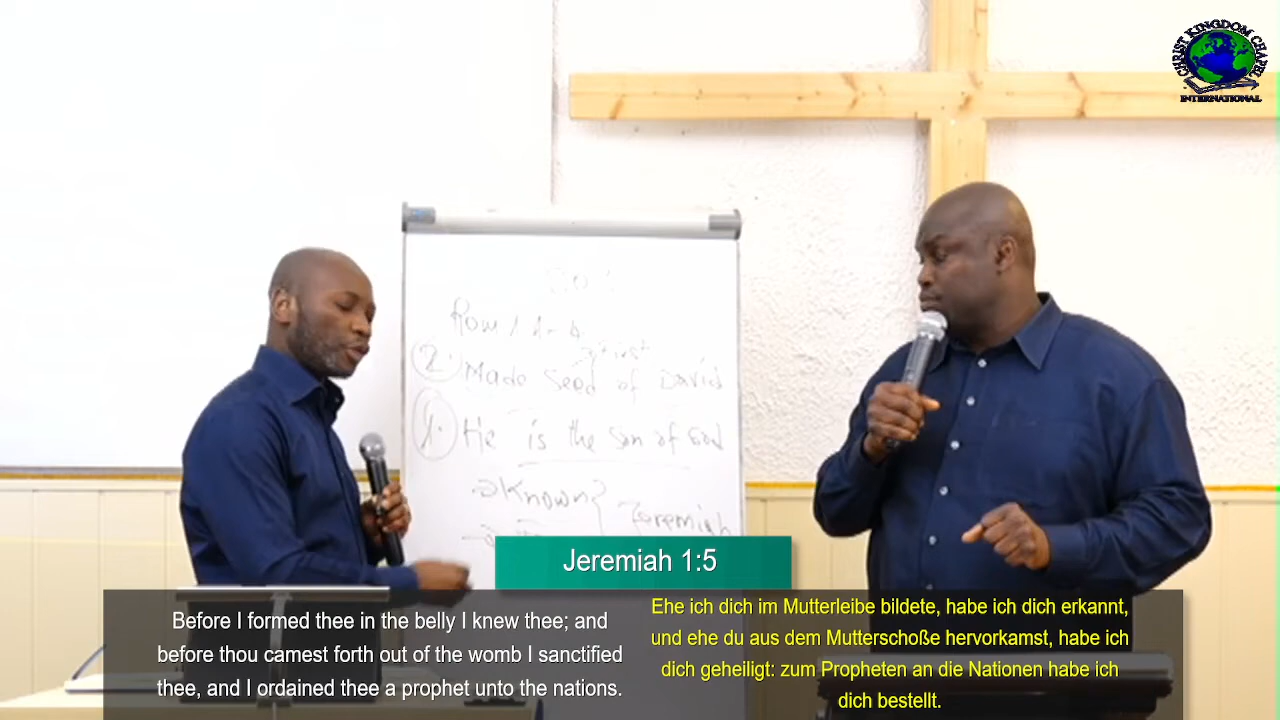 CHRIST KINGDOM CHAPEL
INTERNATIONAL
Rom 1
2. Made Seed of David
1. He is the Son of God
Known
Jeremiah
Jeremiah 1:5
Before I formed thee in the belly I knew thee; and
before thou camest forth out of the womb I sanctified
thee, and I ordained thee a prophet unto the nations.
Ehe ich dich im Mutterleibe bildete, habe ich dich erkannt,
und ehe du aus dem Mutterschoße hervorkamst, habe ich
dich geheiligt: zum Propheten an die Nationen habe ich
dich bestellt.